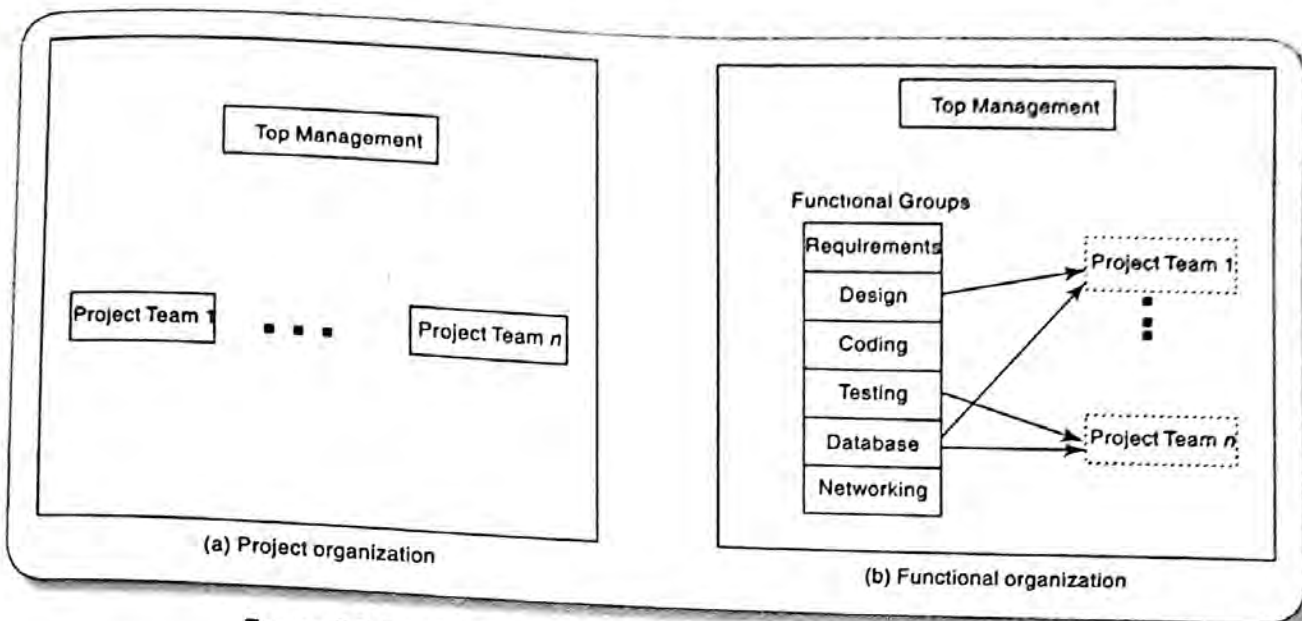 Top Management
Project Team 1
Project Team n
(a) Project organization
Top Management
Functional Groups
Requirements
Design
Coding
Testing
Database
Networking
Project Team 1
Project Team n
(b) Functional organization